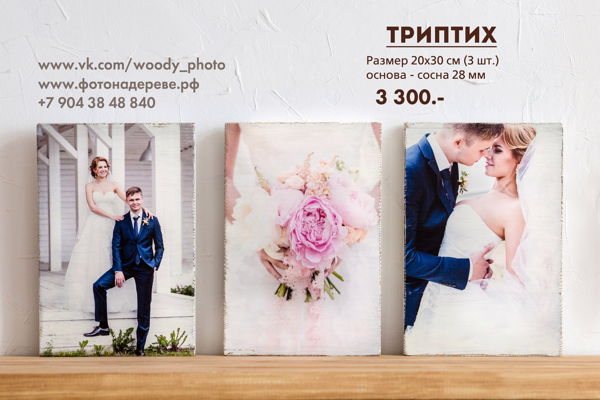 www.vk.com/woody_photo
www.фотонадереве.рф
+7 904 38 48 840
ТРИПТИХ
Размер 20х30 см (3 шт.)
основа - сосна 28 мм
3 300.-